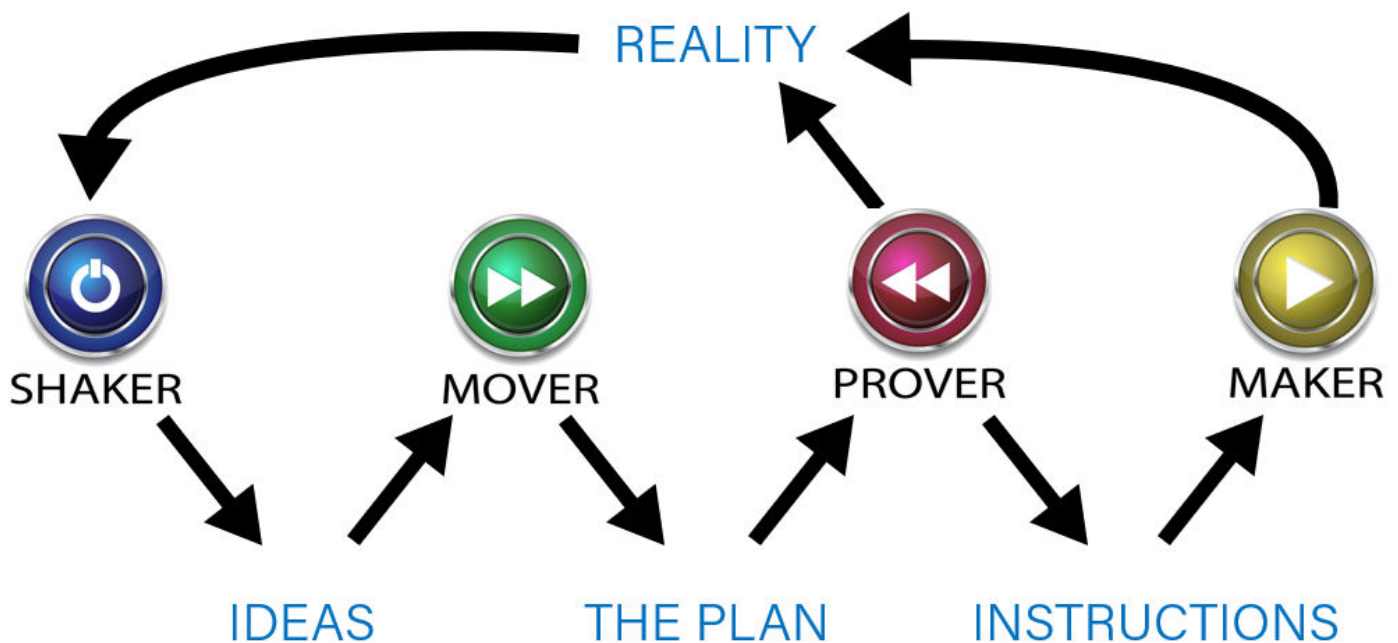 REALITY
SHAKER
MOVER
PROVER
MAKER
IDEAS
THE PLAN
INSTRUCTIONS